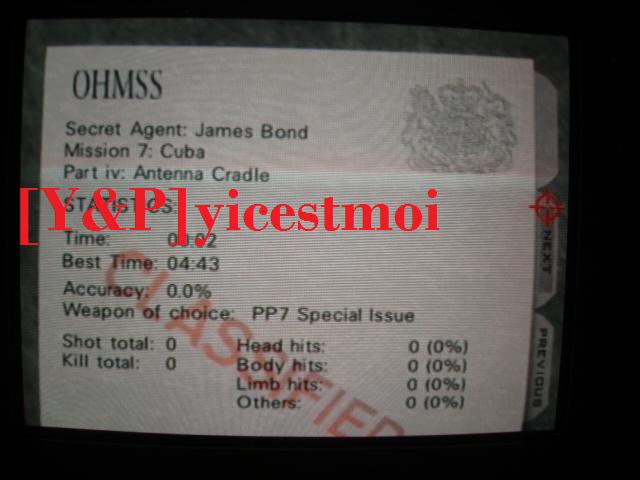 OHMSS
Secret Agent: James Bond
Mission 7: Cuba
Part iv: Antenna Cradle
[Y&P]yicestmoi
STATISTICS:
Time: 00:02
Best Time: 04:43
Accuracy: 0.0%
Weapon of choice: PP7 Special Issue
Shot total: 0
Kill total: 0
Head hits: 0 (0%)
Body hits: 0 (0%)
Limb hits: 0 (0%)
Others: 0 (0%)
NEXT
PREVIOUS
CLASSIFIED